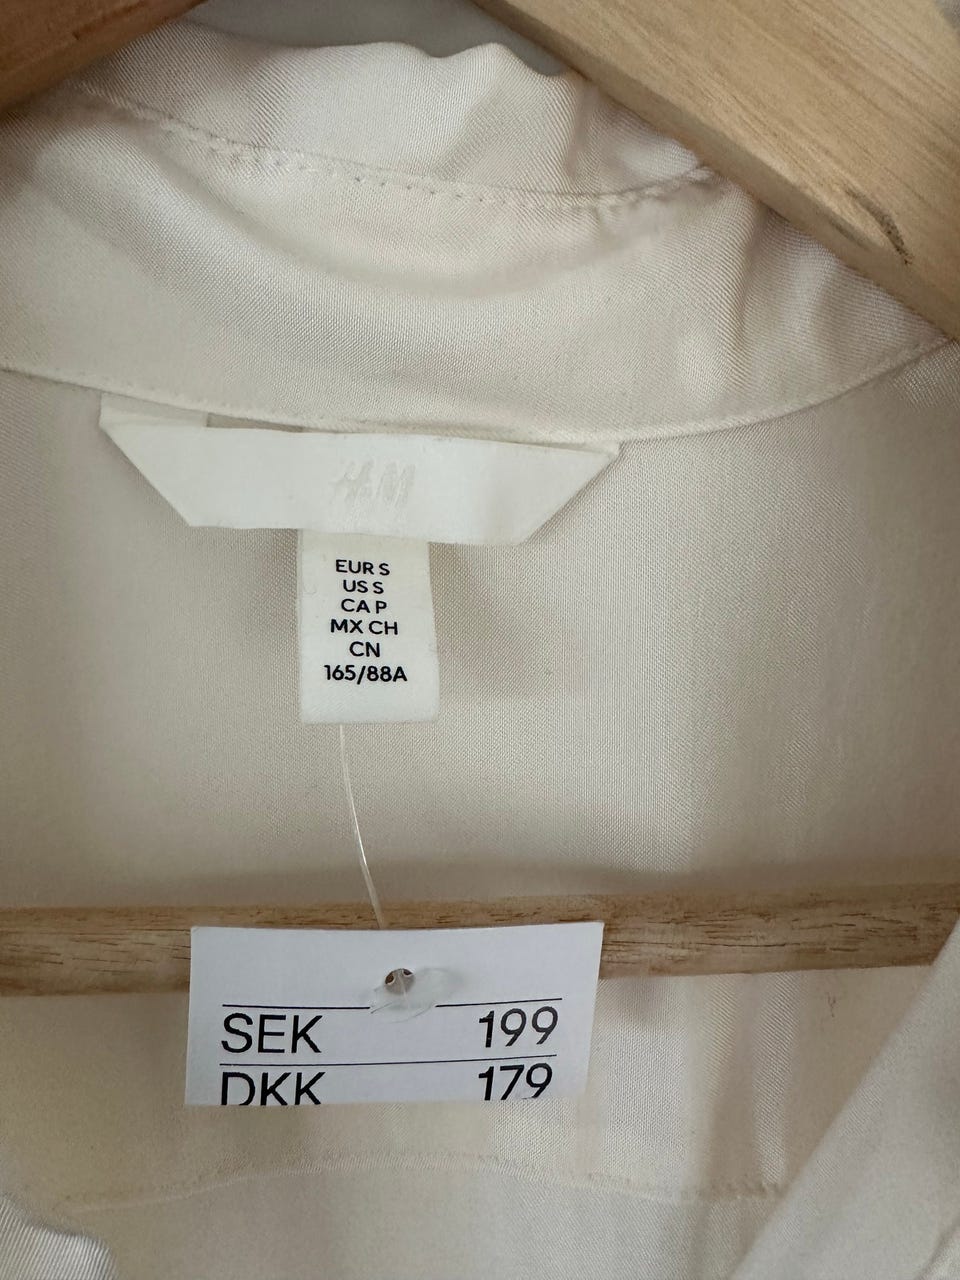 H&M
EUR S
US S
CA P
MX CH
CN
165/88A
SEK 199
DKK 179